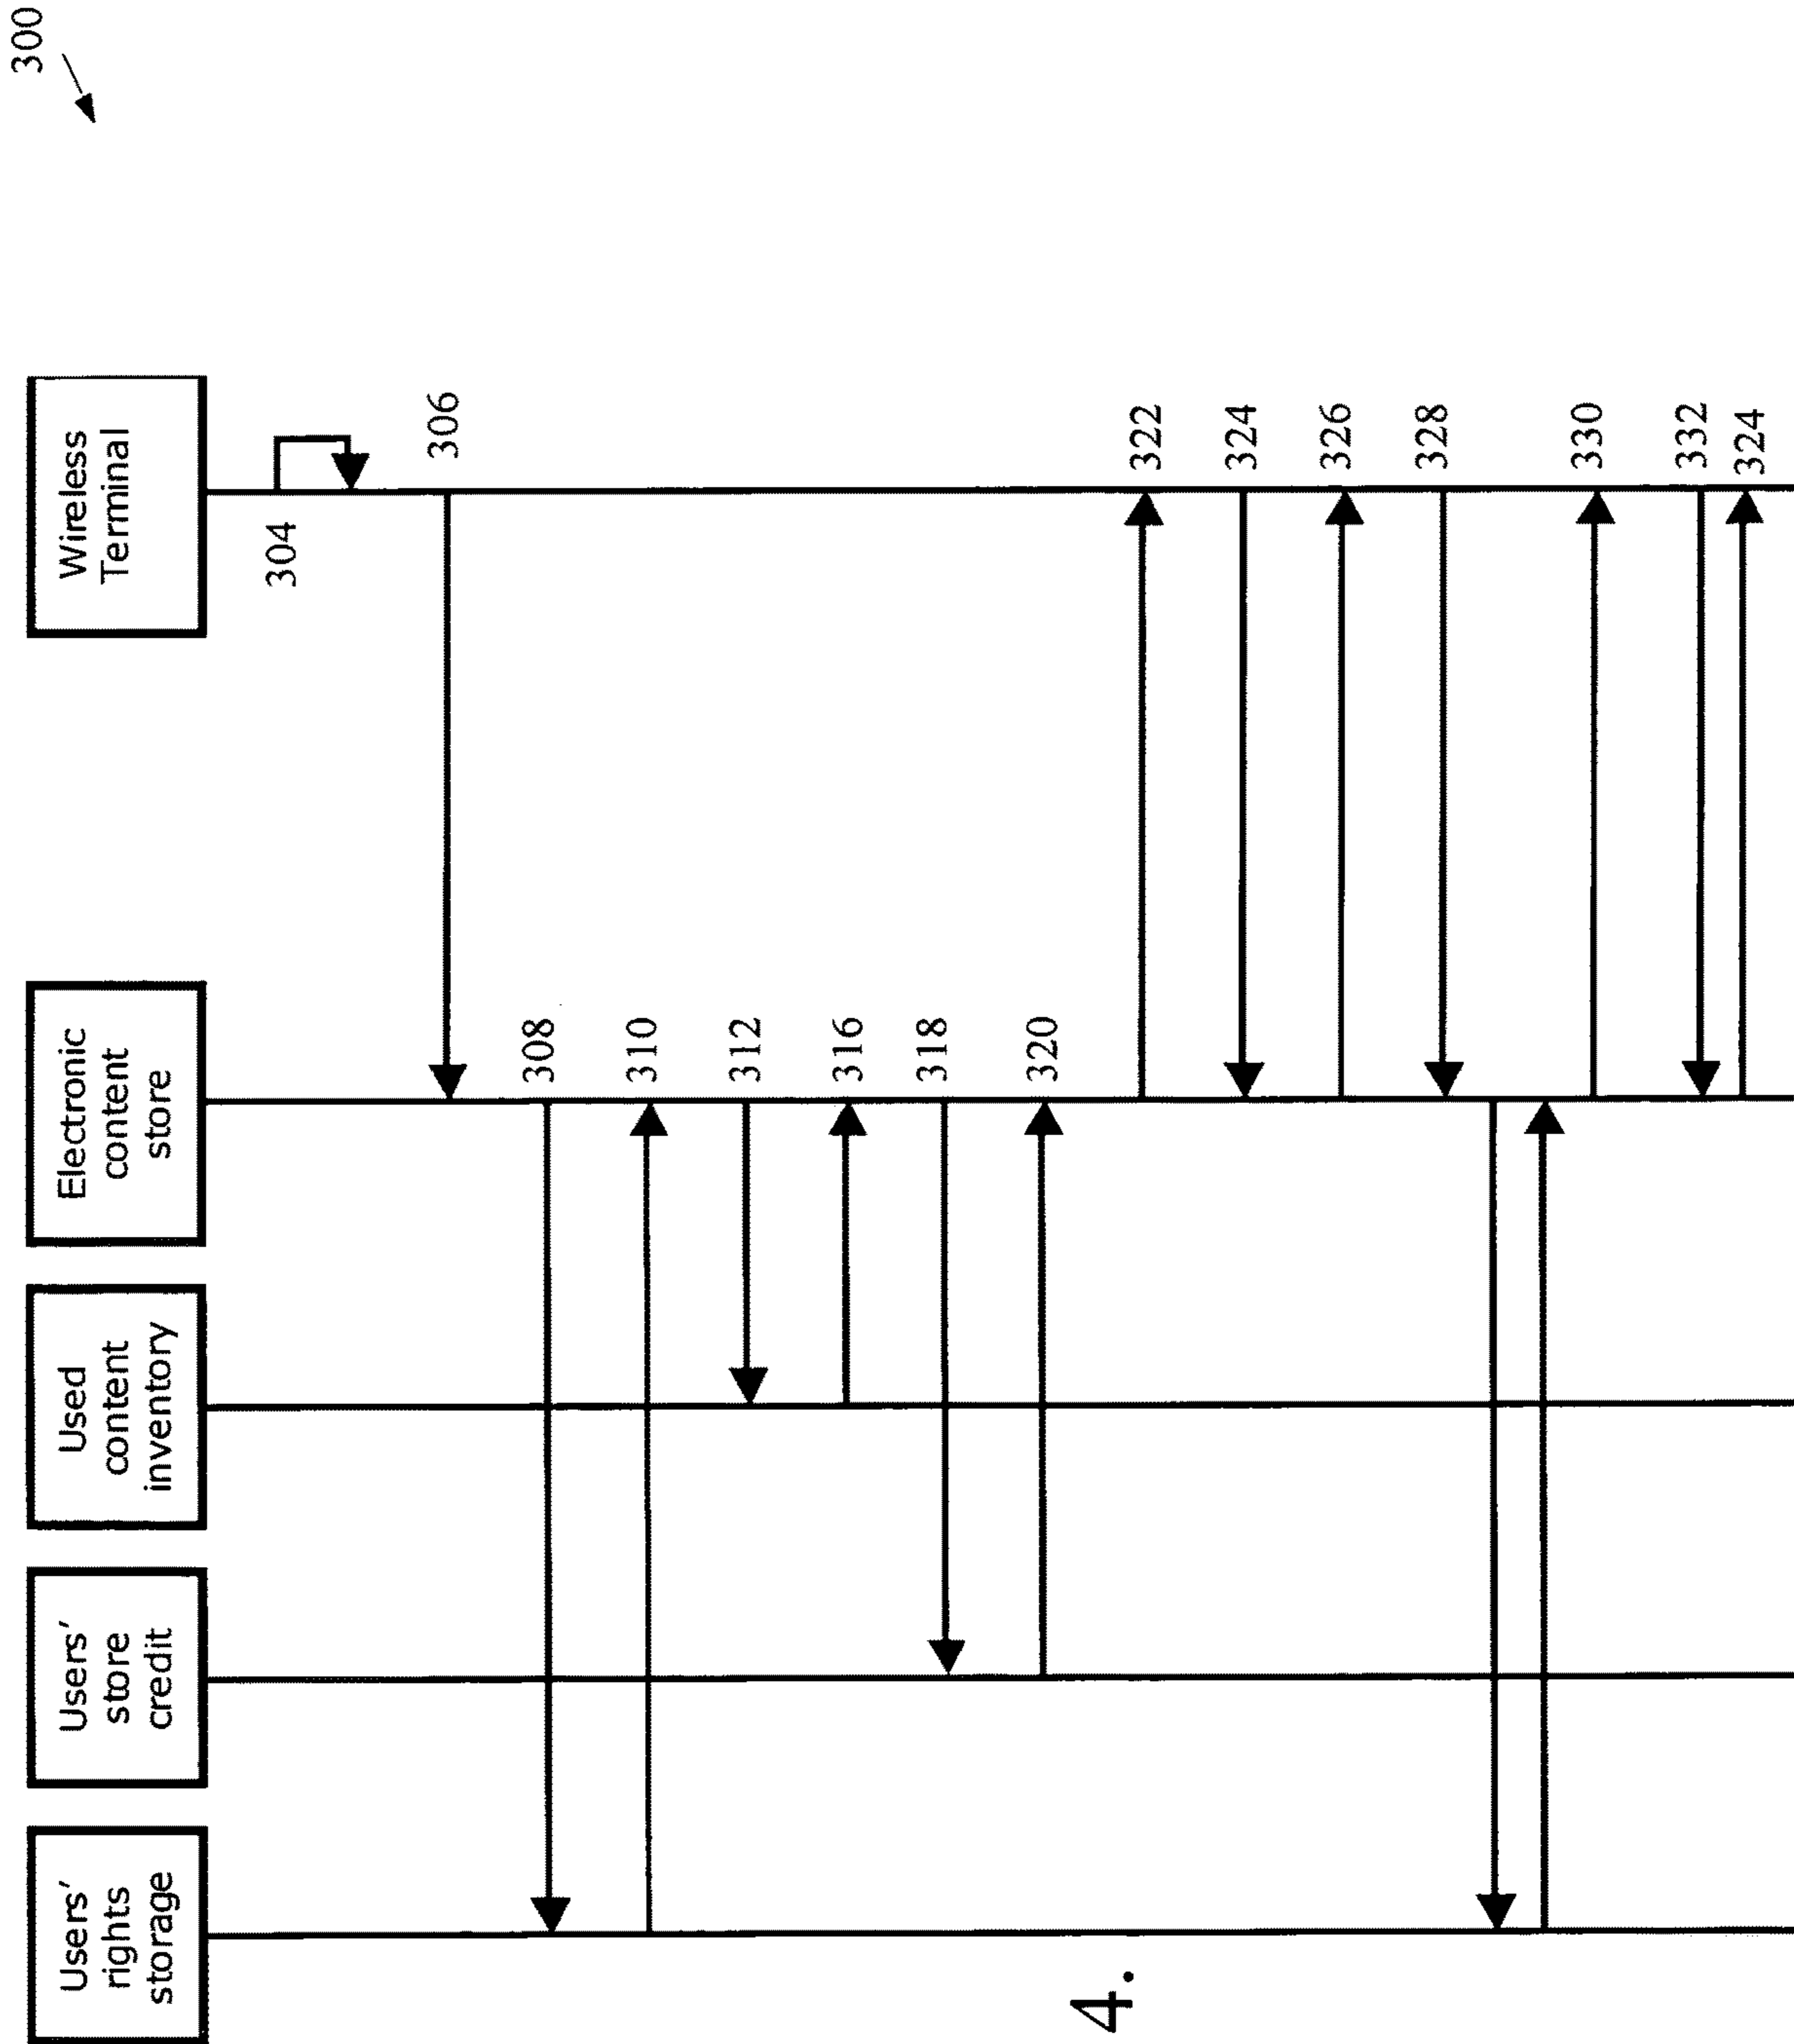 300
Users'
rights
storage
Users'
store
credit
Used
content
inventory
Electronic
content
store
Wireless
Terminal
304
306
308
310
312
316
318
320
322
324
326
328
330
332
324
4.